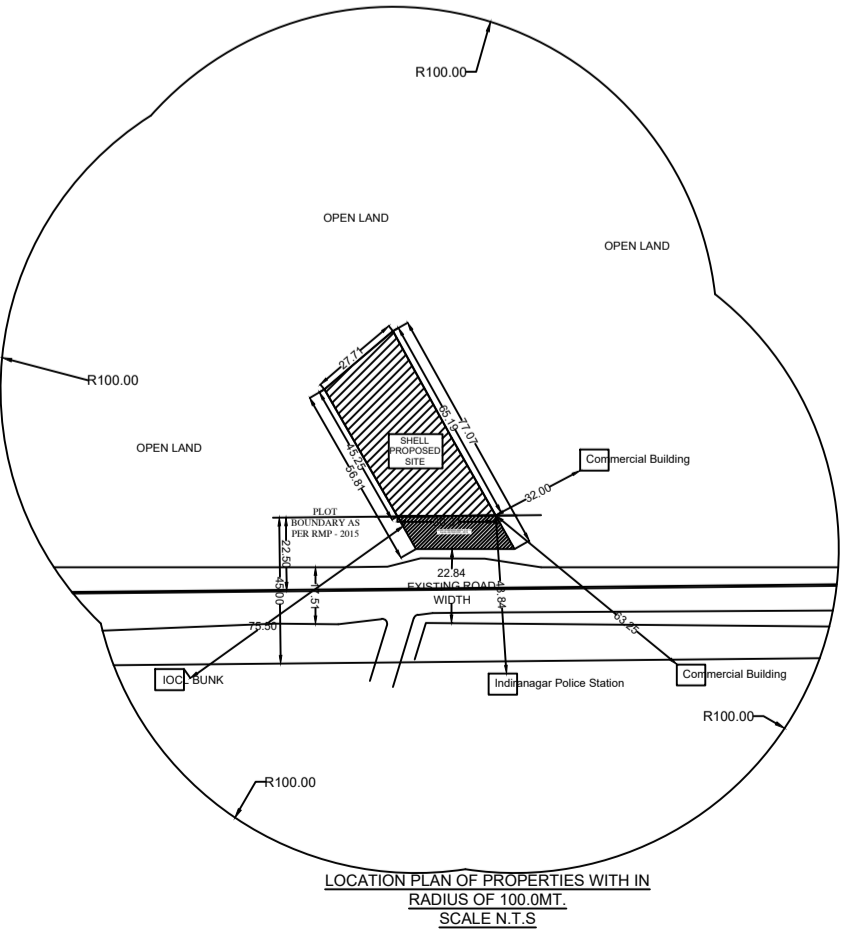 R100.00
OPEN LAND
OPEN LAND
27.71
R100.00
65.19
77.07
SHELL
PROPOSED
SITE
OPEN LAND
45.25
56.81
Commercial Building
32.00
PLOT
BOUNDARY AS
PER RMP - 2015
22.50
45.00
22.84
EXISTING ROAD
WIDTH
75.50
63.25
IOCL BUNK
Indiranagar Police Station
Commercial Building
R100.00
R100.00
LOCATION PLAN OF PROPERTIES WITH IN
RADIUS OF 100.0MT.
SCALE N.T.S